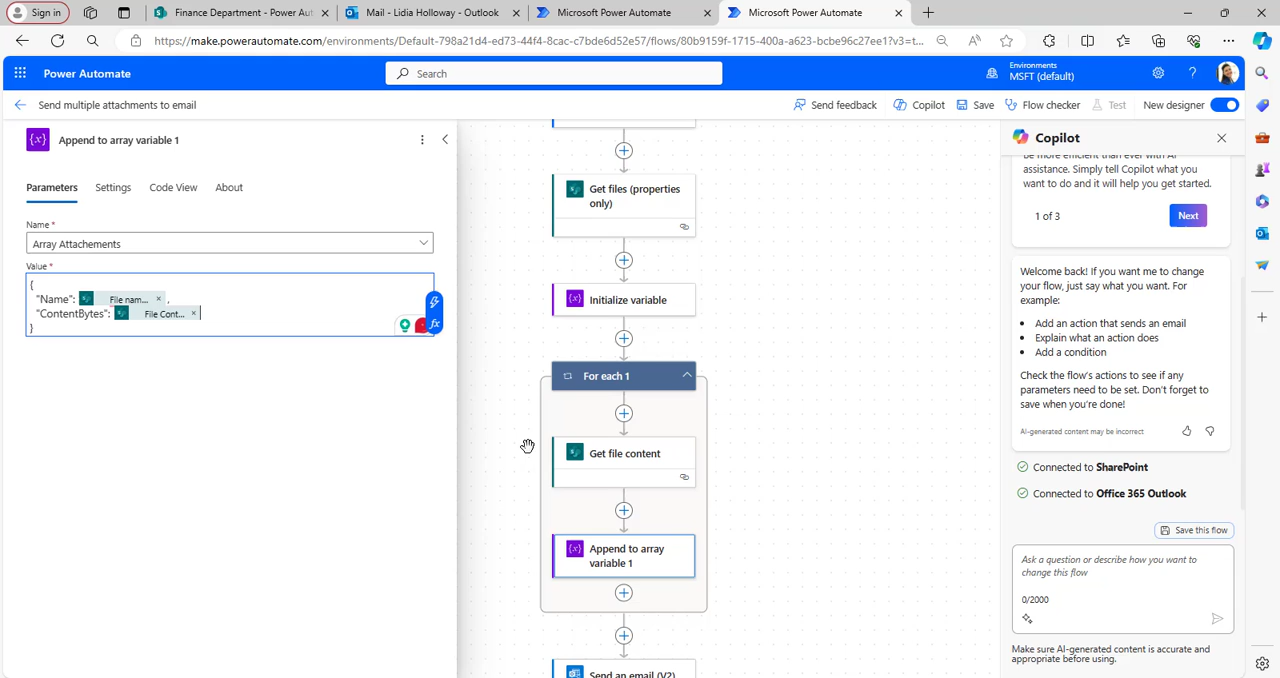 Sign in
Finance Department - Power Aut
Mail - Lidia Holloway - Outlook
Microsoft Power Automate
Microsoft Power Automate
https://make.powerautomate.com/environments/Default-798a21d4-ed73-44f4-8cac-c7bde6d52e57/flows/80b9159f-1715-400a-a623-bcbe96c27ee1?v3=t...
Power Automate
Search
Environments
MSFT (default)
Send multiple attachments to email
Send feedback
Copilot
Save
Flow checker
Test
New designer
Append to array variable 1
Parameters
Settings
Code View
About
Name *
Array Attachements
Value *
{
"Name": File nam... × ,
"ContentBytes": File Cont... ×
}
fx
Get files (properties
only)
Initialize variable
For each 1
Get file content
Append to array
variable 1
Send an email (V2)
Copilot
be more efficient than ever with AI
assistance. Simply tell Copilot what you
want to do and it will help you get started.
1 of 3
Next
Welcome back! If you want me to change
your flow, just say what you want. For
example:
• Add an action that sends an email
• Explain what an action does
• Add a condition
Check the flow's actions to see if any
parameters need to be set. Don't forget to
save when you're done!
AI-generated content may be incorrect
Connected to SharePoint
Connected to Office 365 Outlook
Save this flow
Ask a question or describe how you want to
change this flow
0/2000
Make sure AI-generated content is accurate and
appropriate before using.